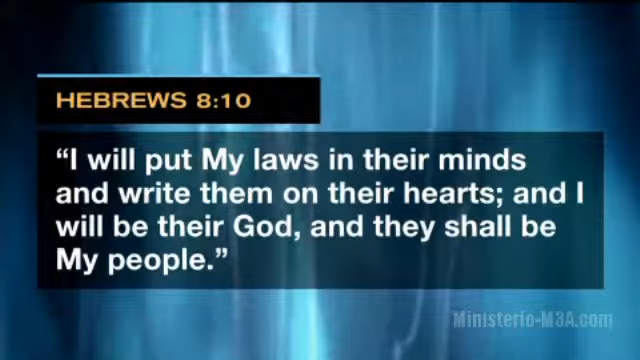 HEBREWS 8:10
“I will put My laws in their minds
and write them on their hearts; and I
will be their God, and they shall be
My people.”
Ministerio-M3A.com